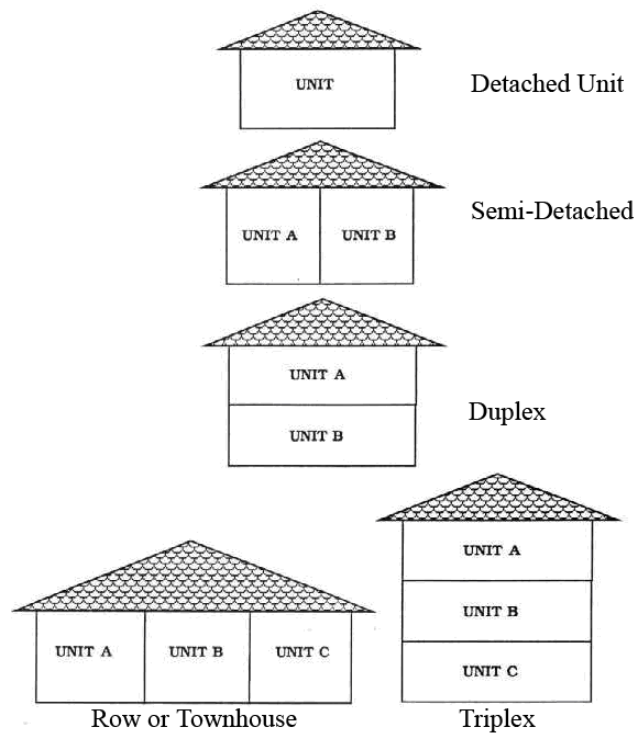 UNIT
Detached Unit
UNIT A UNIT B
Semi-Detached
UNIT A
UNIT B
Duplex
UNIT A UNIT B UNIT C
Row or Townhouse
UNIT A
UNIT B
UNIT C
Triplex